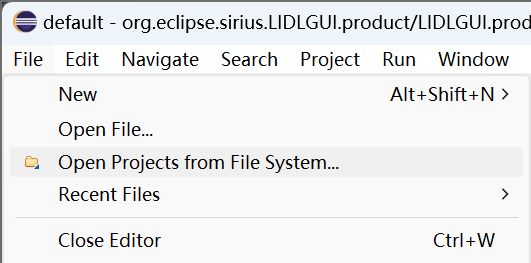 default - org.eclipse.sirius.LIDLGUI.product/LIDLGUI.prod
File Edit Navigate Search Project Run Window
New Alt+Shift+N >
Open File...
Open Projects from File System...
Recent Files >
Close Editor Ctrl+W